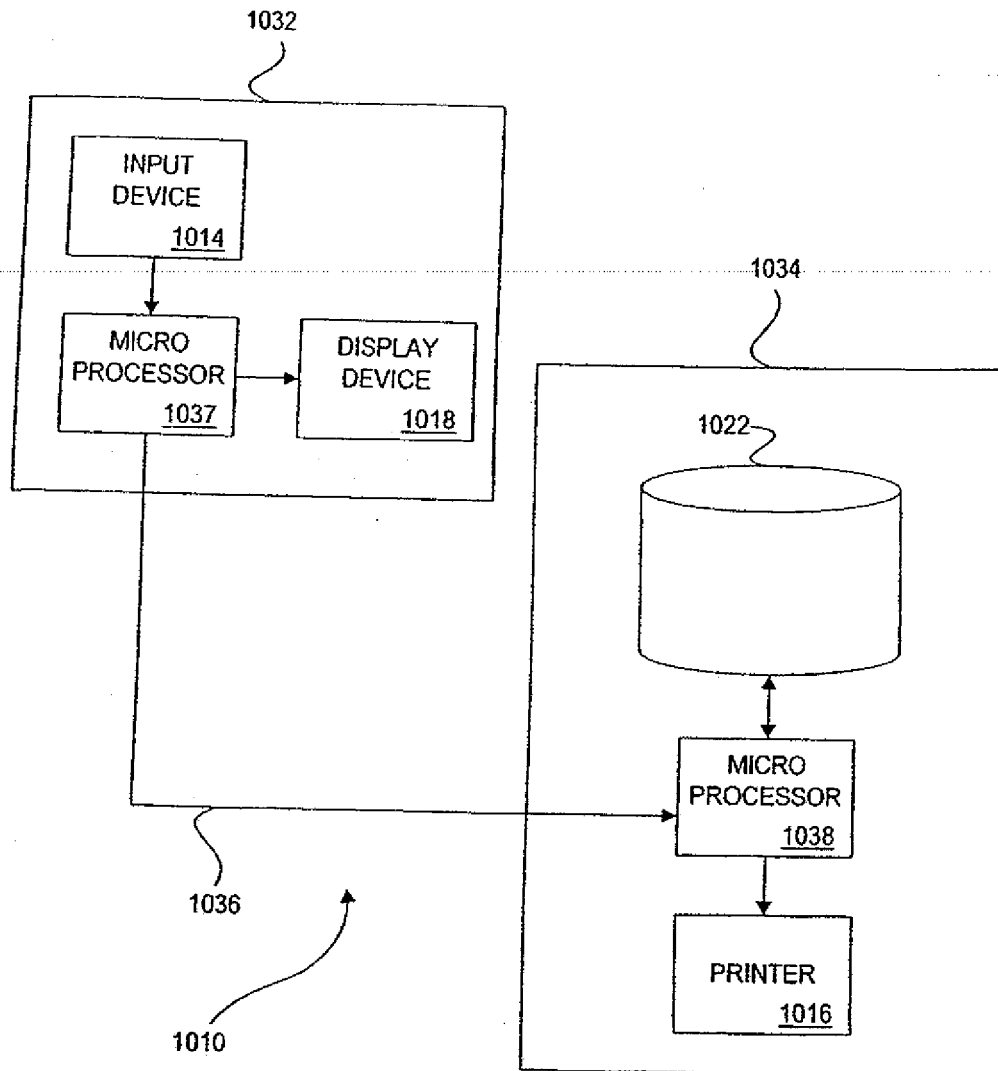 1032
INPUT
DEVICE
1014
MICRO
PROCESSOR
1037
DISPLAY
DEVICE
1018
1034
1022
MICRO
PROCESSOR
1038
1036
PRINTER
1016
1010